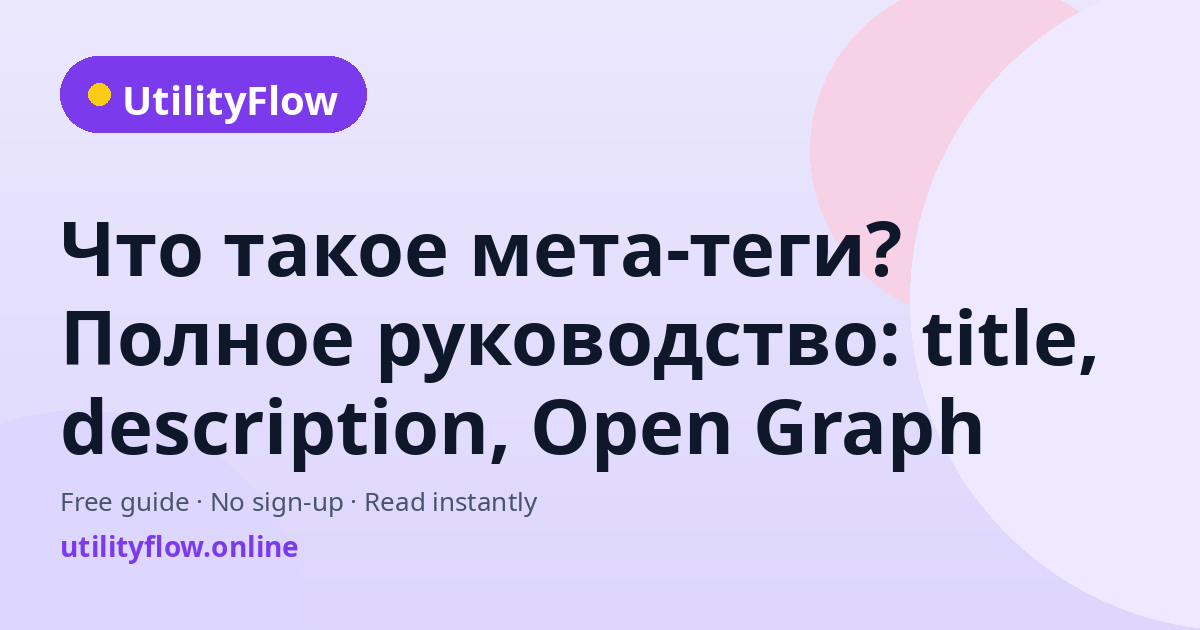 UtilityFlow
Что такое мета-теги?
Полное руководство: title,
description, Open Graph
Free guide · No sign-up · Read instantly
utilityflow.online